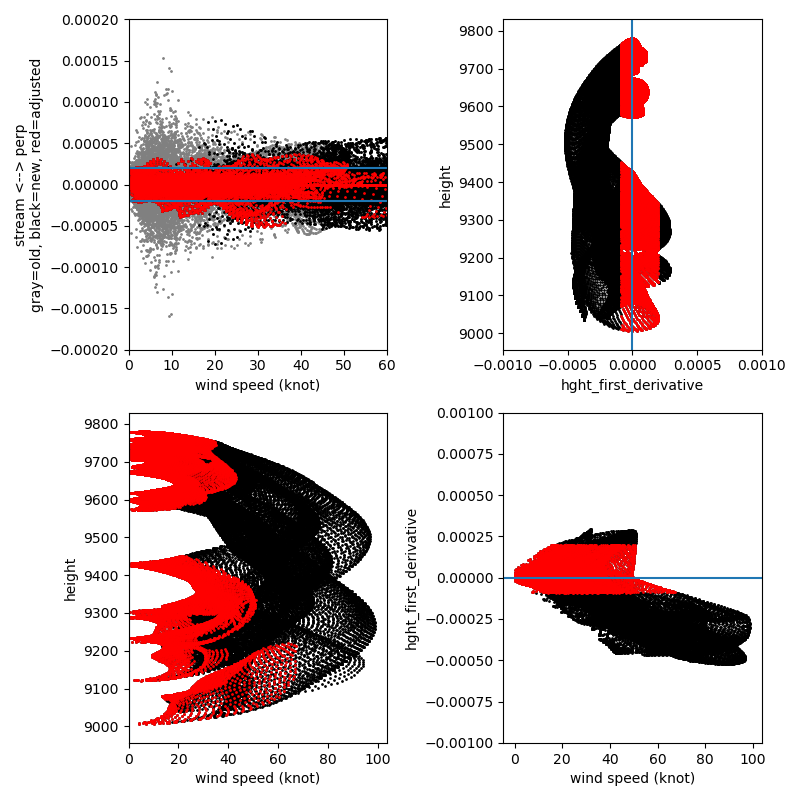 0.00020
0.00015
0.00010
0.00005
0.00000
−0.00005
−0.00010
−0.00015
−0.00020
stream <--> perp
gray=old, black=new, red=adjusted
0 10 20 30 40 50 60
wind speed (knot)
9800
9700
9600
9500
9400
9300
9200
9100
9000
height
−0.0010 −0.0005 0.0000 0.0005 0.0010
hght_first_derivative
9800
9700
9600
9500
9400
9300
9200
9100
9000
height
0 20 40 60 80 100
wind speed (knot)
0.00100
0.00075
0.00050
0.00025
0.00000
−0.00025
−0.00050
−0.00075
−0.00100
hght_first_derivative
0 20 40 60 80 100
wind speed (knot)